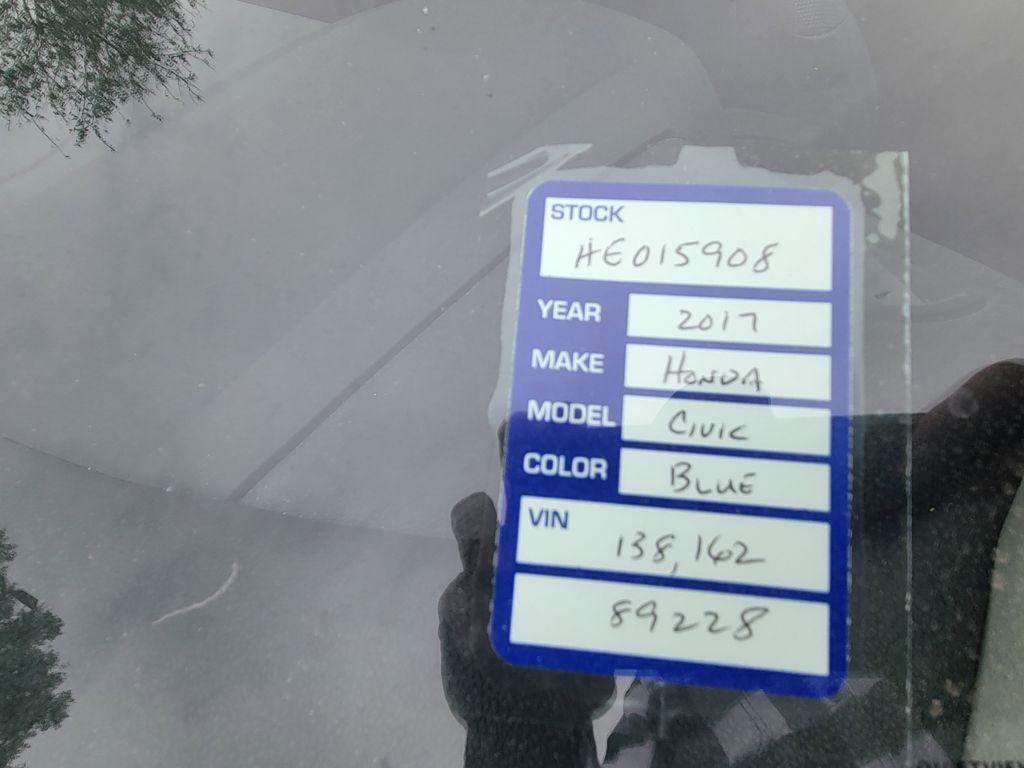 STOCK
HE015908
YEAR 2017
MAKE HONDA
MODEL CIVIC
COLOR BLUE
VIN
138,162
89228